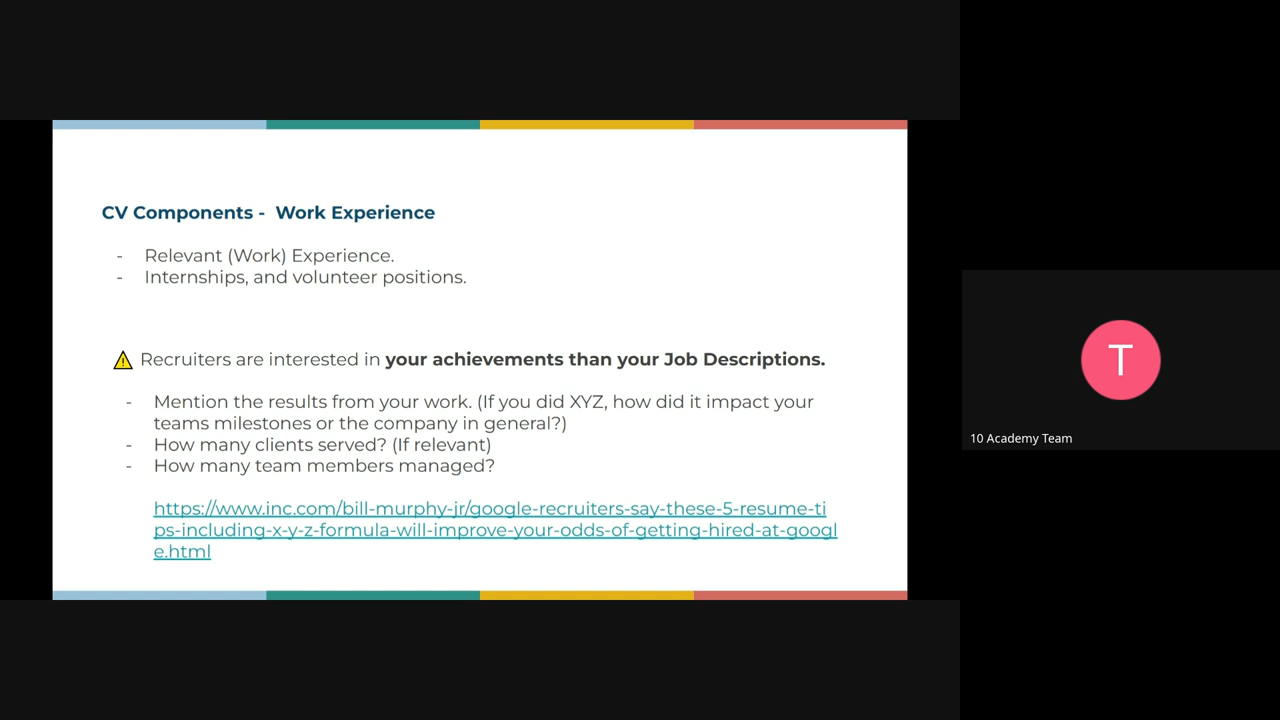 CV Components - Work Experience
- Relevant (Work) Experience.
- Internships, and volunteer positions.
⚠ Recruiters are interested in your achievements than your Job Descriptions.
- Mention the results from your work. (If you did XYZ, how did it impact your
teams milestones or the company in general?)
- How many clients served? (If relevant)
- How many team members managed?
https://www.inc.com/bill-murphy-jr/google-recruiters-say-these-5-resume-ti
ps-including-x-y-z-formula-will-improve-your-odds-of-getting-hired-at-googl
e.html
T
10 Academy Team